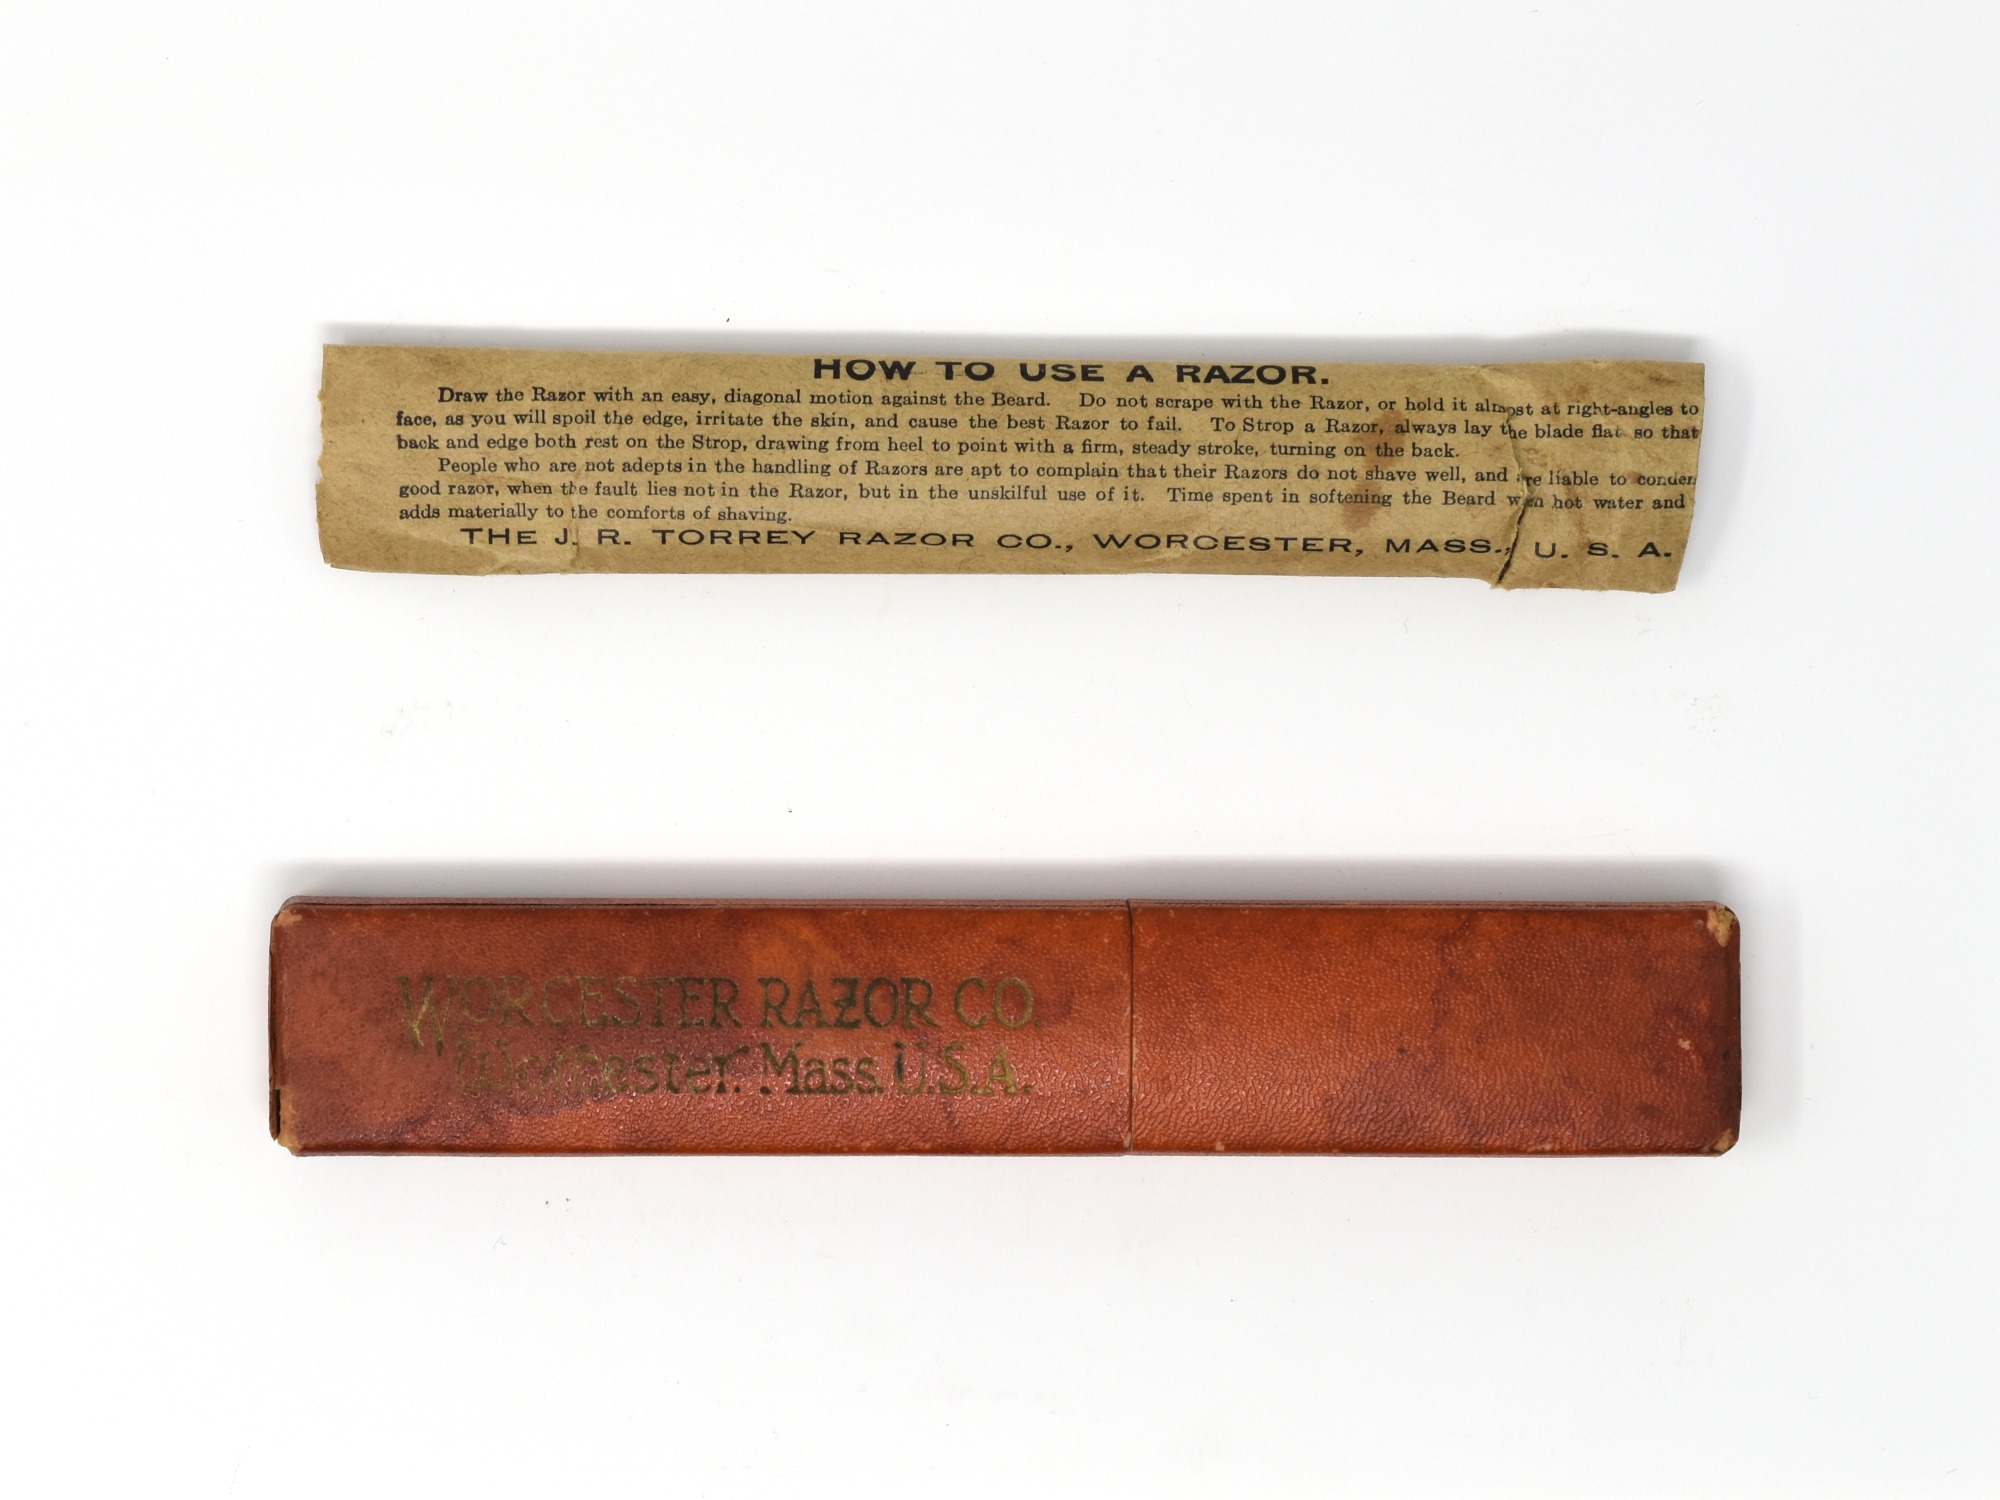 HOW TO USE A RAZOR.
Draw the Razor with an easy, diagonal motion against the Beard. Do not scrape with the Razor, or hold it almost at right-angles to
face, as you will spoil the edge, irritate the skin, and cause the best Razor to fail. To Strop a Razor, always lay the blade flat so that
back and edge both rest on the Strop, drawing from heel to point with a firm, steady stroke, turning on the back.
People who are not adepts in the handling of Razors are apt to complain that their Razors do not shave well, and are liable to
good razor, when the fault lies not in the Razor, but in the unskilful use of it. Time spent in softening the Beard with hot water and
adds materially to the comforts of shaving.
THE J. R. TORREY RAZOR CO., WORCESTER, MASS., U. S. A.
WORCESTER RAZOR CO.
Worcester. Mass. U.S.A.